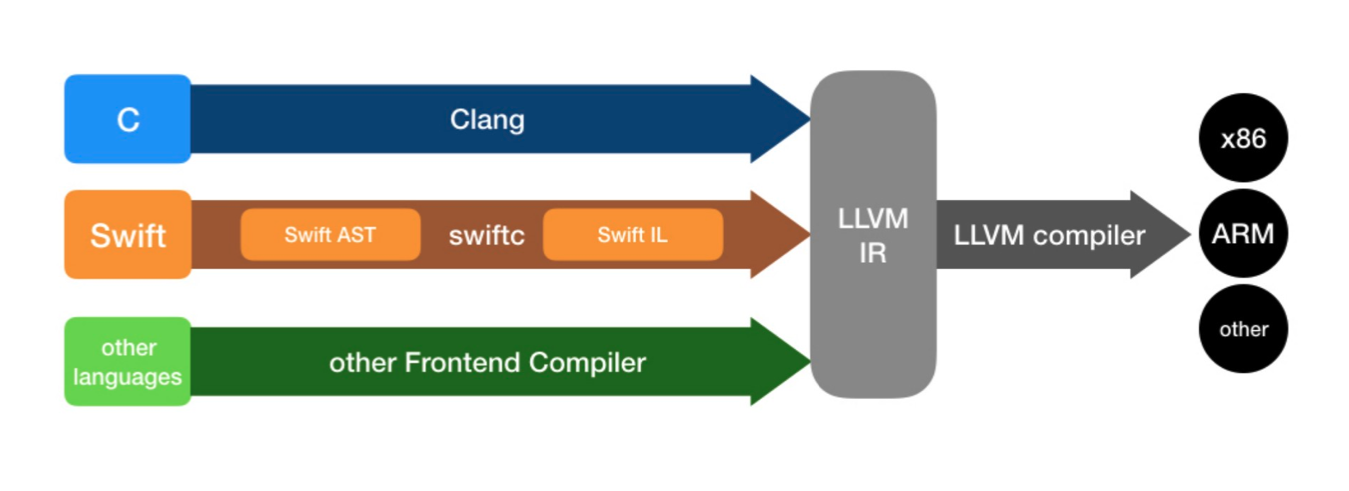 C
Clang
Swift
Swift AST
swiftc
Swift IL
other
languages
other Frontend Compiler
LLVM
IR
LLVM compiler
x86
ARM
other